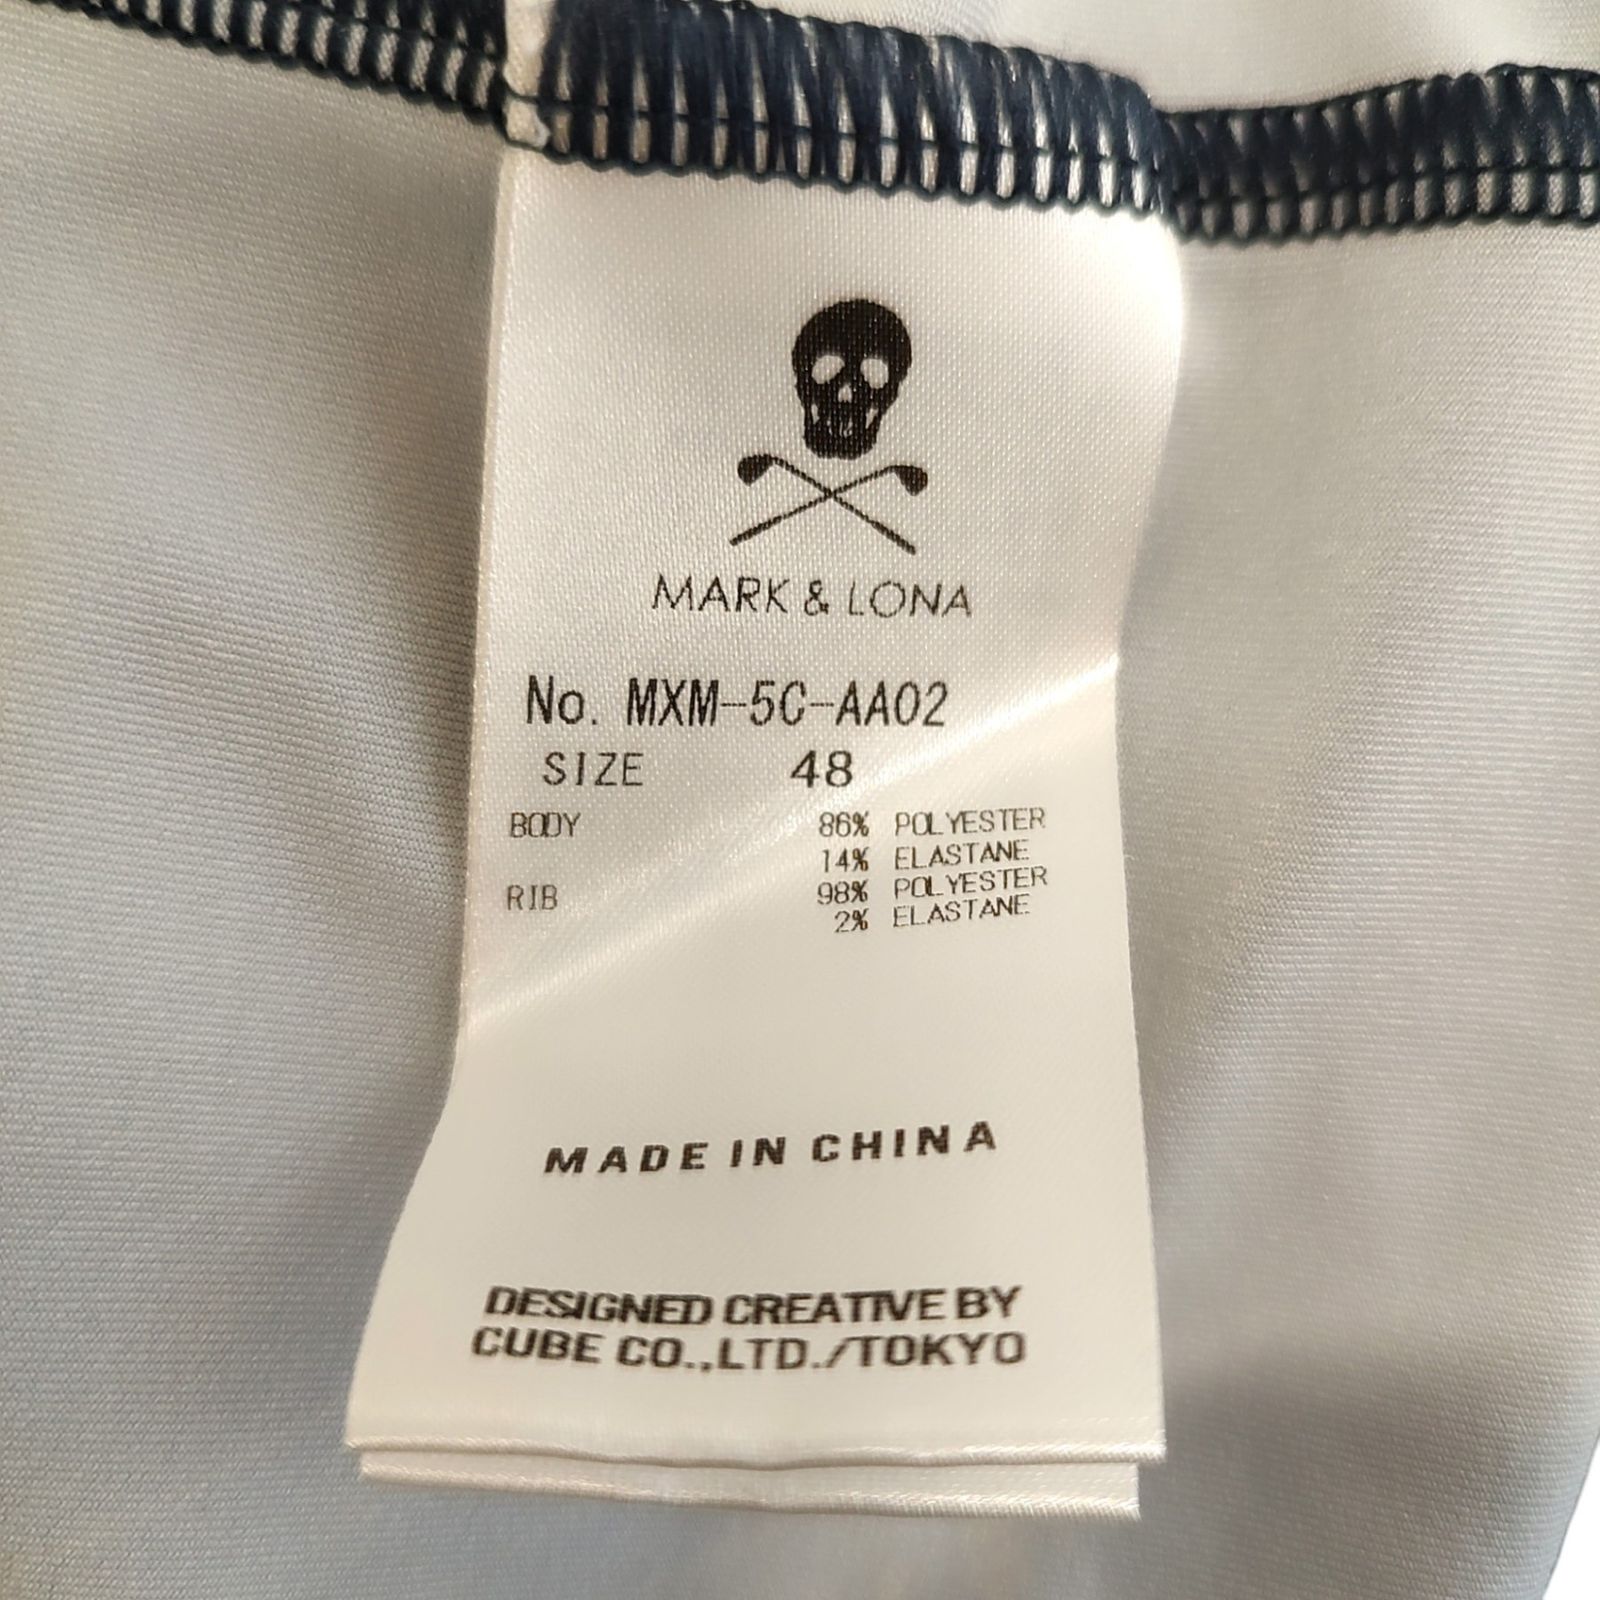 MARK & LONA
No. MXM-5C-AA02
SIZE 48
BODY 86% POLYESTER
14% ELASTANE
RIB 98% POLYESTER
2% ELASTANE
MADE IN CHINA
DESIGNED CREATIVE BY
CUBE CO.,LTD./TOKYO